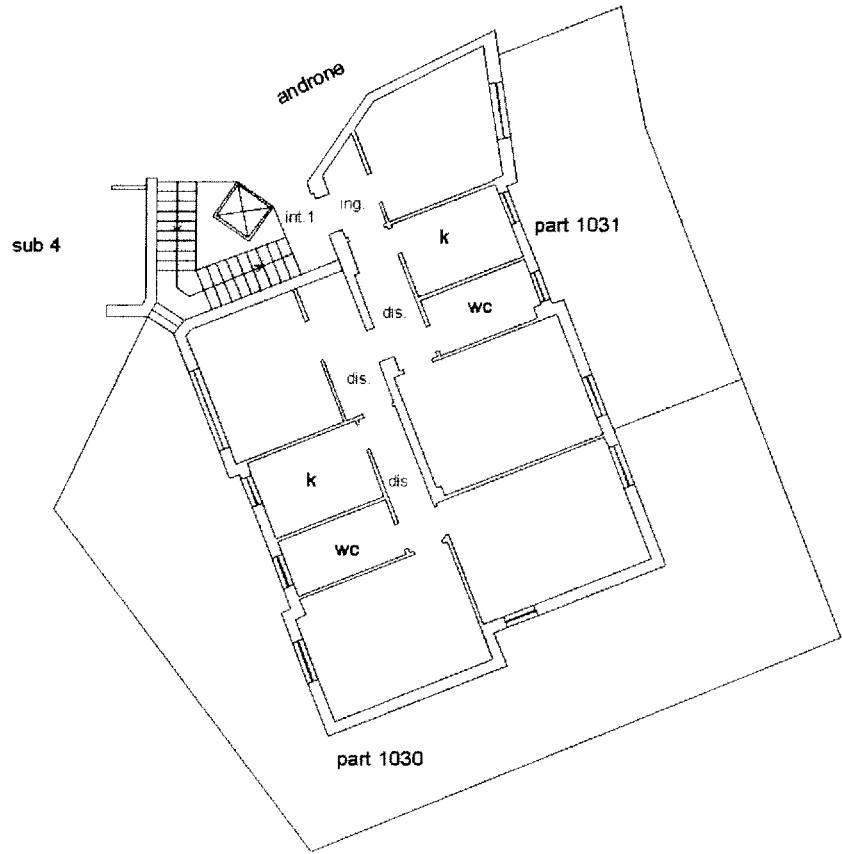 androne
int.1
ing.
part 1031
sub 4
k
dis.
wc
dis.
k
dis
wc
part 1030